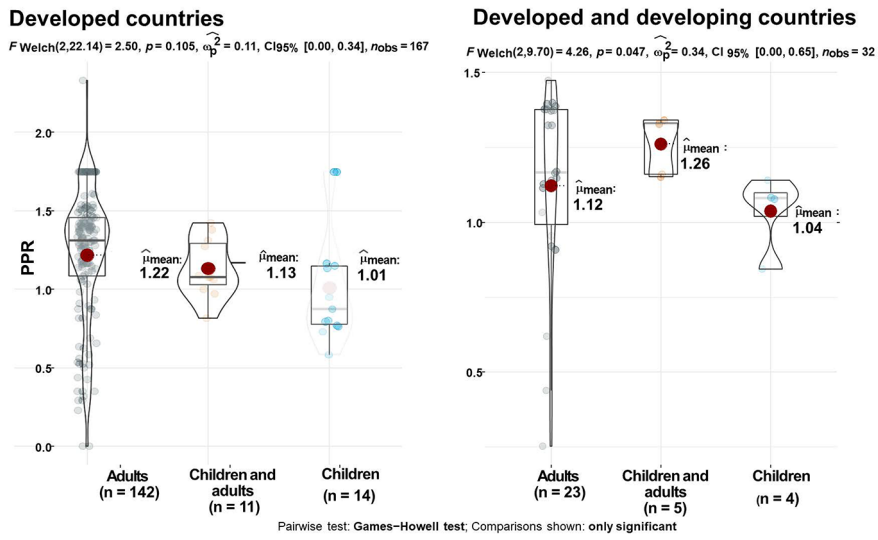 Developed countries
F Welch(2,22.14) = 2.50, p = 0.105, ω̂p² = 0.11, CI95% [0.00, 0.34], nobs = 167
PPR
2.0
1.5
1.0
0.5
0.0
μ̂mean:
1.22
μ̂mean:
1.13
μ̂mean:
1.01
Adults
(n = 142)
Children and
adults
(n = 11)
Children
(n = 14)
Developed and developing countries
F Welch(2,9.70) = 4.26, p = 0.047, ω̂p² = 0.34, CI 95% [0.00, 0.65], nobs = 32
1.5
1.0
0.5
μ̂mean:
1.12
μ̂mean :
1.26
μ̂mean:
1.04
Adults
(n = 23)
Children and
adults
(n = 5)
Children
(n = 4)
Pairwise test: Games−Howell test; Comparisons shown: only significant